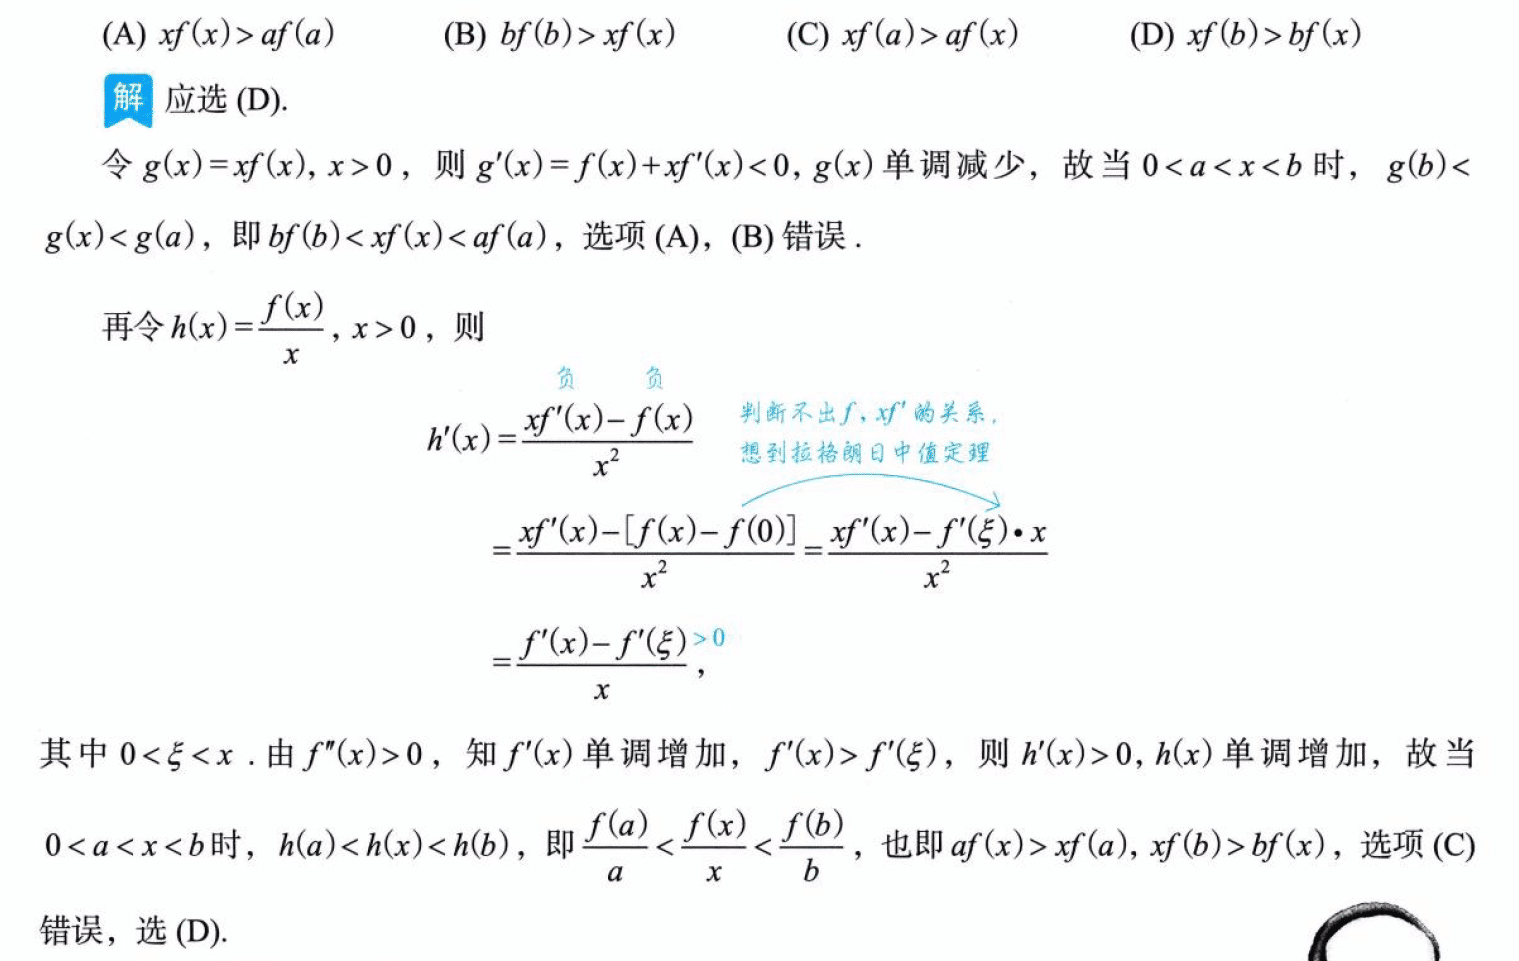 (A) xf(x)>af(a) (B) bf(b)>xf(x) (C) xf(a)>af(x) (D) xf(b)>bf(x)
解 应选 (D).
令 g(x)=xf(x), x>0，则 g′(x)=f(x)+xf′(x)<0, g(x) 单调减少，故当 0<a<x<b 时，g(b)<
g(x)<g(a)，即 bf(b)<xf(x)<af(a)，选项 (A)，(B) 错误.
再令 h(x)=\frac{f(x)}{x}, x>0，则
负 负
h′(x)=\frac{xf′(x)-f(x)}{x^2}
判断不出f, xf′的关系,
想到拉格朗日中值定理
=\frac{xf′(x)-[f(x)-f(0)]}{x^2}=\frac{xf′(x)-f′(ξ)•x}{x^2}
=\frac{f′(x)-f′(ξ)}{x} >0,
其中 0<ξ<x.由 f″(x)>0，知 f′(x) 单调增加，f′(x)>f′(ξ)，则 h′(x)>0, h(x) 单调增加，故当
0<a<x<b时，h(a)<h(x)<h(b)，即\frac{f(a)}{a}<\frac{f(x)}{x}<\frac{f(b)}{b}，也即 af(x)>xf(a), xf(b)>bf(x)，选项 (C)
错误，选 (D).